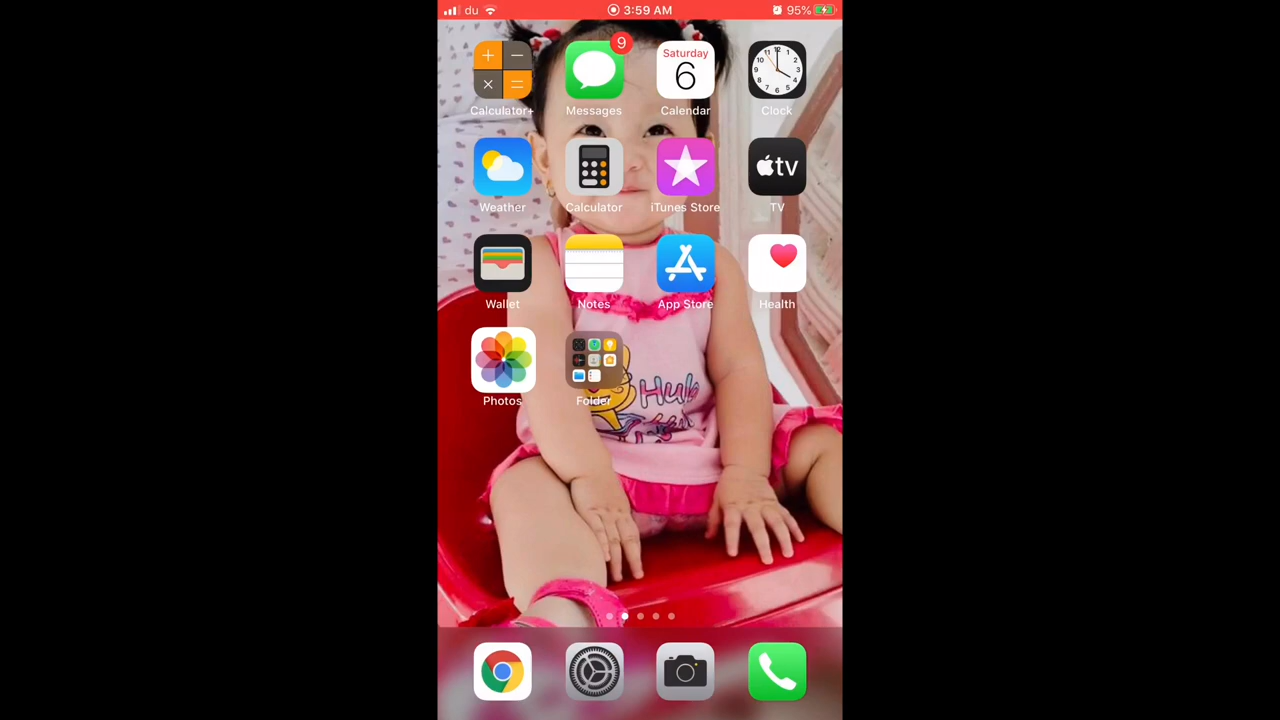 du 3:59 AM 95%
9
Saturday
6
Calculator+ Messages Calendar Clock
tv
Weather Calculator iTunes Store TV
Wallet Notes App Store Health
Photos Folder
Hub